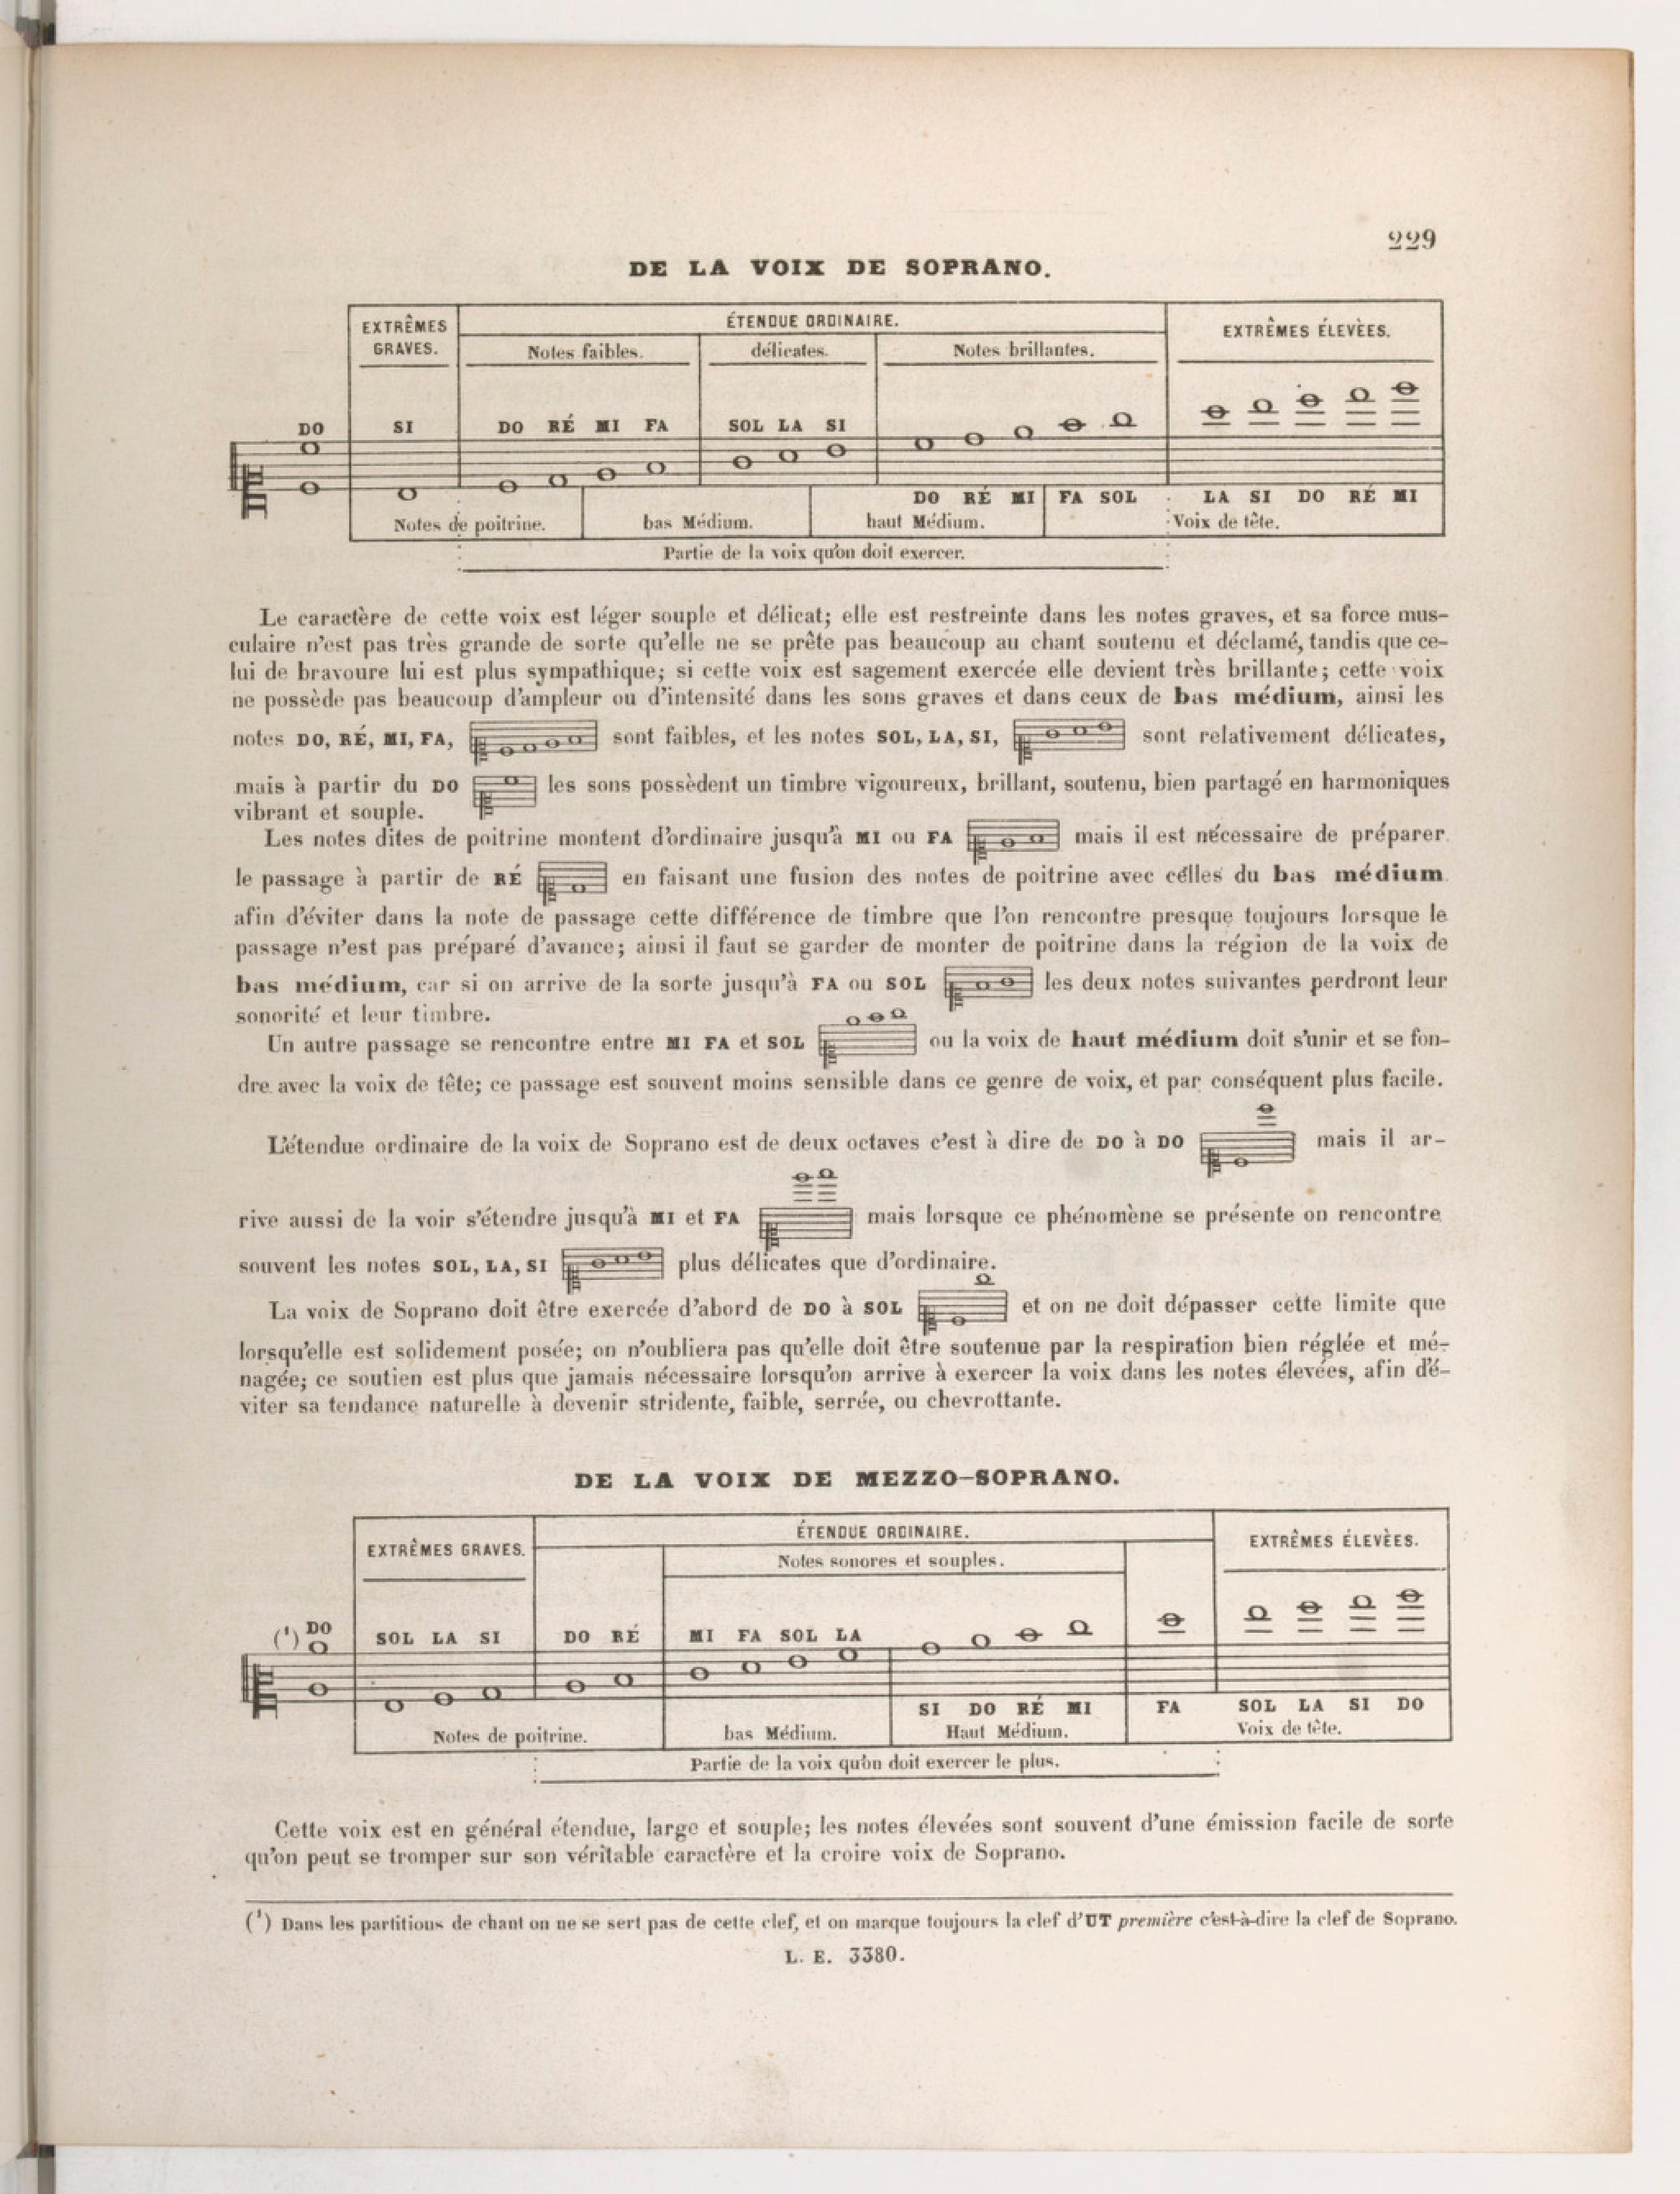 229
DE LA VOIX DE SOPRANO.
EXTRÊMES GRAVES.
ÉTENDUE ORDINAIRE.
EXTRÊMES ÉLEVÈES.
Notes faibles. délicates. Notes brillantes.
DO SI DO RÉ MI FA SOL LA SI
DO RÉ MI FA SOL LA SI DO RÉ MI
Notes de poitrine. bas Médium. haut Médium. Voix de tête.
Partie de la voix qu'on doit exercer.
Le caractère de cette voix est léger souple et délicat; elle est restreinte dans les notes graves, et sa force mus-
culaire n'est pas très grande de sorte qu'elle ne se prête pas beaucoup au chant soutenu et déclamé, tandis que ce-
lui de bravoure lui est plus sympathique; si cette voix est sagement exercée elle devient très brillante; cette voix
ne possède pas beaucoup d'ampleur ou d'intensité dans les sons graves et dans ceux de bas médium, ainsi les
notes DO, RÉ, MI, FA, sont faibles, et les notes SOL, LA, SI, sont relativement délicates,
mais à partir du DO les sons possèdent un timbre vigoureux, brillant, soutenu, bien partagé en harmoniques
vibrant et souple.
Les notes dites de poitrine montent d'ordinaire jusqu'à MI ou FA mais il est nécessaire de préparer
le passage à partir de RÉ en faisant une fusion des notes de poitrine avec célles du bas médium
afin d'éviter dans la note de passage cette différence de timbre que l'on rencontre presque toujours lorsque le
passage n'est pas préparé d'avance; ainsi il faut se garder de monter de poitrine dans la région de la voix de
bas médium, car si on arrive de la sorte jusqu'à FA ou SOL les deux notes suivantes perdront leur
sonorité et leur timbre.
Un autre passage se rencontre entre MI FA et SOL ou la voix de haut médium doit s'unir et se fon-
dre avec la voix de tête; ce passage est souvent moins sensible dans ce genre de voix, et par conséquent plus facile.
L'étendue ordinaire de la voix de Soprano est de deux octaves c'est à dire de DO à DO mais il ar-
rive aussi de la voir s'étendre jusqu'à MI et FA mais lorsque ce phénomène se présente on rencontre
souvent les notes SOL, LA, SI plus délicates que d'ordinaire.
La voix de Soprano doit être exercée d'abord de DO à SOL et on ne doit dépasser cette limite que
lorsqu'elle est solidement posée; on n'oubliera pas qu'elle doit être soutenue par la respiration bien réglée et mé-
nagée; ce soutien est plus que jamais nécessaire lorsqu'on arrive à exercer la voix dans les notes élevées, afin d'é-
viter sa tendance naturelle à devenir stridente, faible, serrée, ou chevrottante.
DE LA VOIX DE MEZZO-SOPRANO.
EXTRÊMES GRAVES.
ÉTENDUE ORDINAIRE.
EXTRÊMES ÉLEVÈES.
Notes sonores et souples.
(1) DO SOL LA SI DO RÉ MI FA SOL LA
SI DO RÉ MI FA SOL LA SI DO
Notes de poitrine. bas Médium. Haut Médium. Voix de tête.
Partie de la voix qu'on doit exercer le plus.
Cette voix est en général étendue, large et souple; les notes élevées sont souvent d'une émission facile de sorte
qu'on peut se tromper sur son véritable caractère et la croire voix de Soprano.
(1) Dans les partitions de chant on ne se sert pas de cette clef, et on marque toujours la clef d'UT première c'est-à-dire la clef de Soprano.
L. E. 3380.